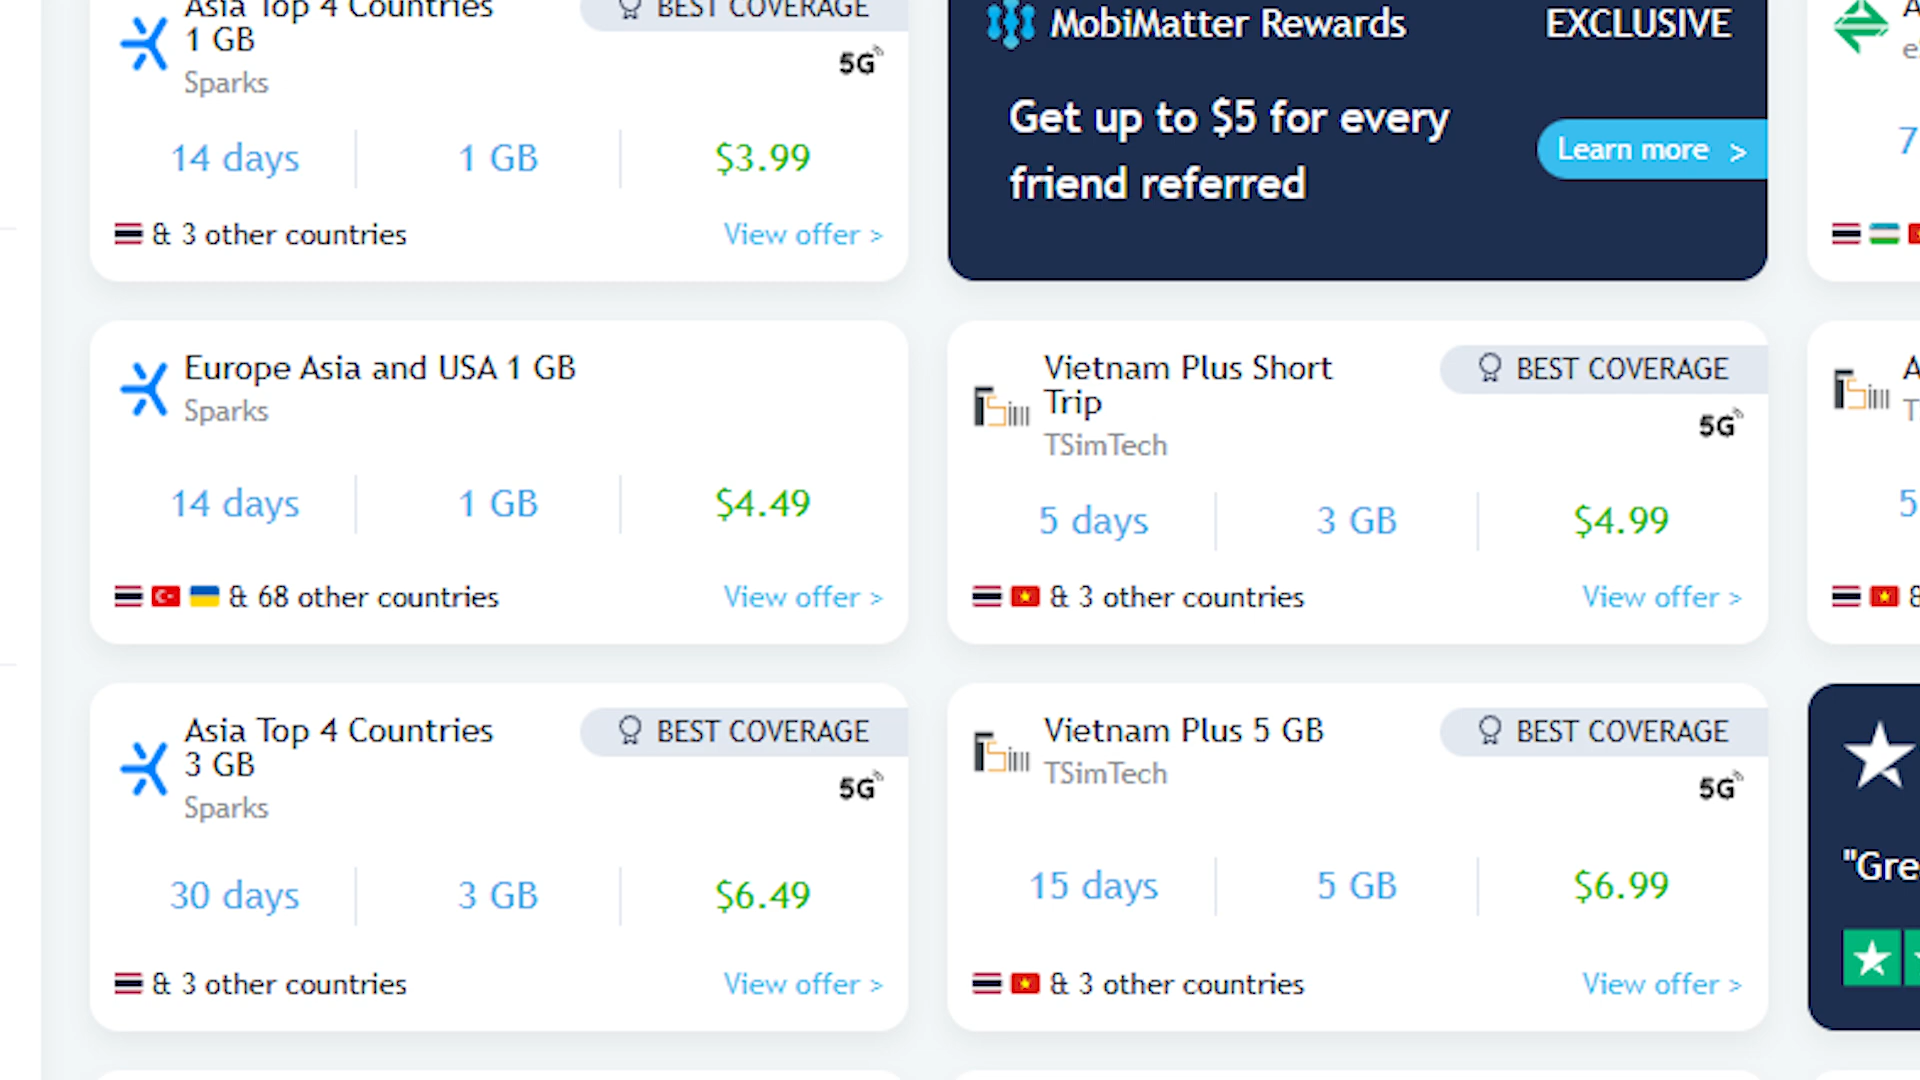 Asia Top 4 Countries
1 GB
Sparks
BEST COVERAGE
5G
14 days
1 GB
$3.99
& 3 other countries
View offer >
MobiMatter Rewards
EXCLUSIVE
Get up to $5 for every
friend referred
Learn more >
7
Europe Asia and USA 1 GB
Sparks
14 days
1 GB
$4.49
& 68 other countries
View offer >
Vietnam Plus Short
Trip
TSimTech
BEST COVERAGE
5G
5 days
3 GB
$4.99
& 3 other countries
View offer >
A
T
5
Asia Top 4 Countries
3 GB
Sparks
BEST COVERAGE
5G
30 days
3 GB
$6.49
& 3 other countries
View offer >
Vietnam Plus 5 GB
TSimTech
BEST COVERAGE
5G
15 days
5 GB
$6.99
& 3 other countries
View offer >
"Gre